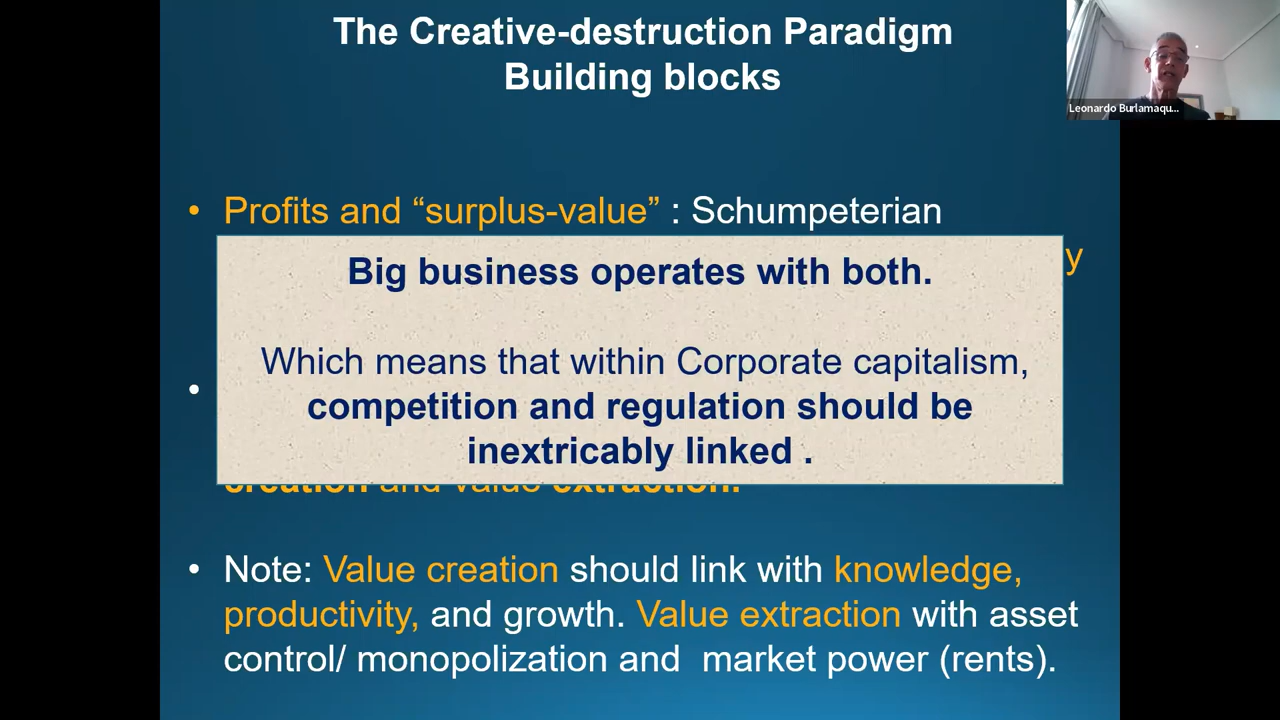 The Creative-destruction Paradigm
Building blocks
Leonardo Burlamaqu...
• Profits and “surplus-value” : Schumpeterian
y
Big business operates with both.
Which means that within Corporate capitalism,
• competition and regulation should be
inextricably linked .
creation and value extraction.
• Note: Value creation should link with knowledge,
productivity, and growth. Value extraction with asset
control/ monopolization and market power (rents).